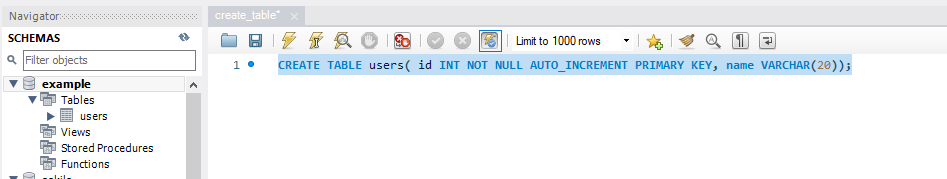 Navigator
SCHEMAS
Filter objects
example
Tables
users
Views
Stored Procedures
Functions
create_table*
Limit to 1000 rows
1
CREATE TABLE users( id INT NOT NULL AUTO_INCREMENT PRIMARY KEY, name VARCHAR(20));